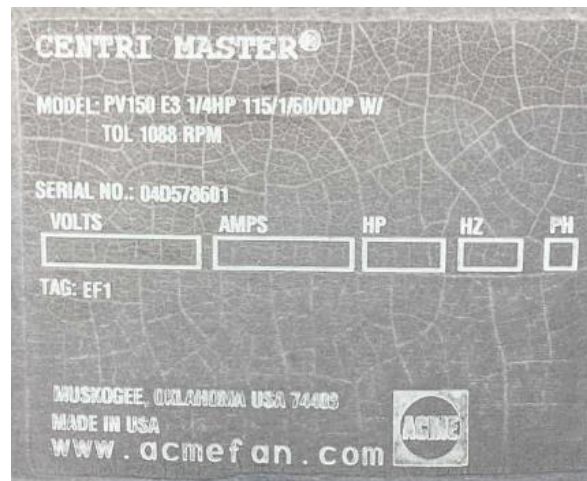 CENTRI MASTER®
MODEL: PV150 E3 1/4HP 115/1/60/ODP W/
TOL 1088 RPM
SERIAL NO.: 04D578601
VOLTS AMPS HP HZ PH
TAG: EF1
MUSKOGEE, OKLAHOMA USA 74403
MADE IN USA
www.acmefan.com
ACME